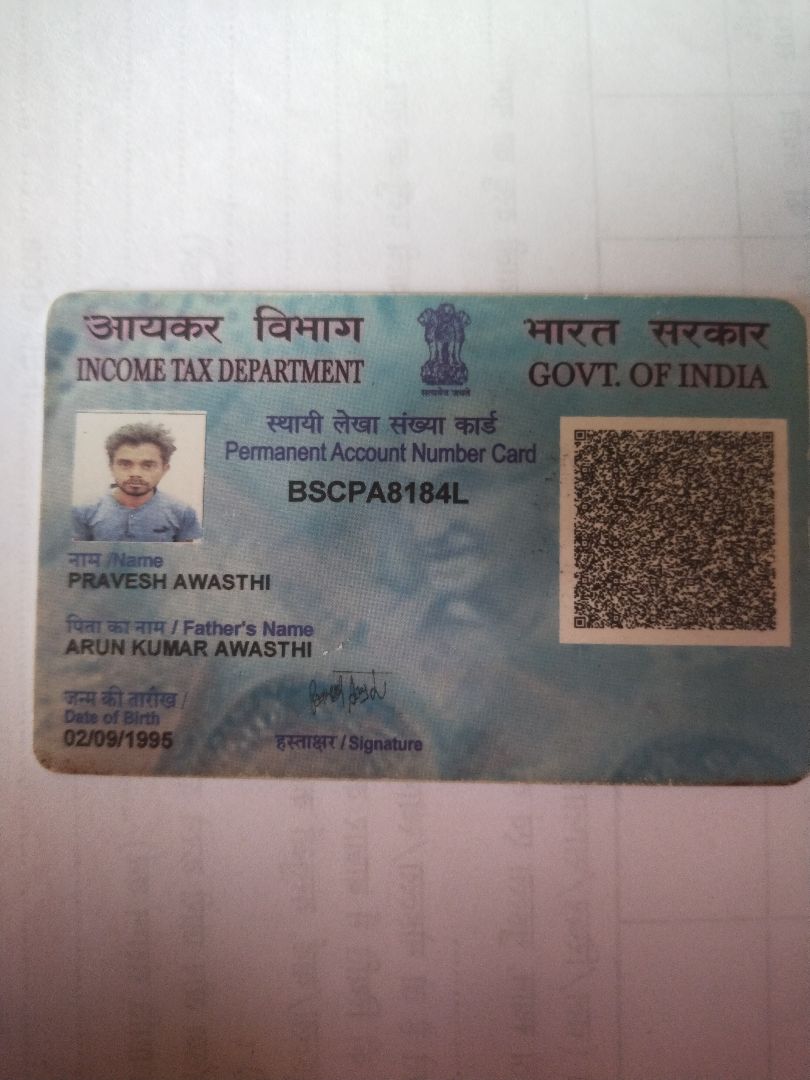 आयकर विभाग
INCOME TAX DEPARTMENT
सत्यमेव जयते
भारत सरकार
GOVT. OF INDIA
स्थायी लेखा संख्या कार्ड
Permanent Account Number Card
BSCPA8184L
नाम /Name
PRAVESH AWASTHI
पिता का नाम / Father's Name
ARUN KUMAR AWASTHI
जन्म की तारीख /
Date of Birth
02/09/1995
हस्ताक्षर / Signature